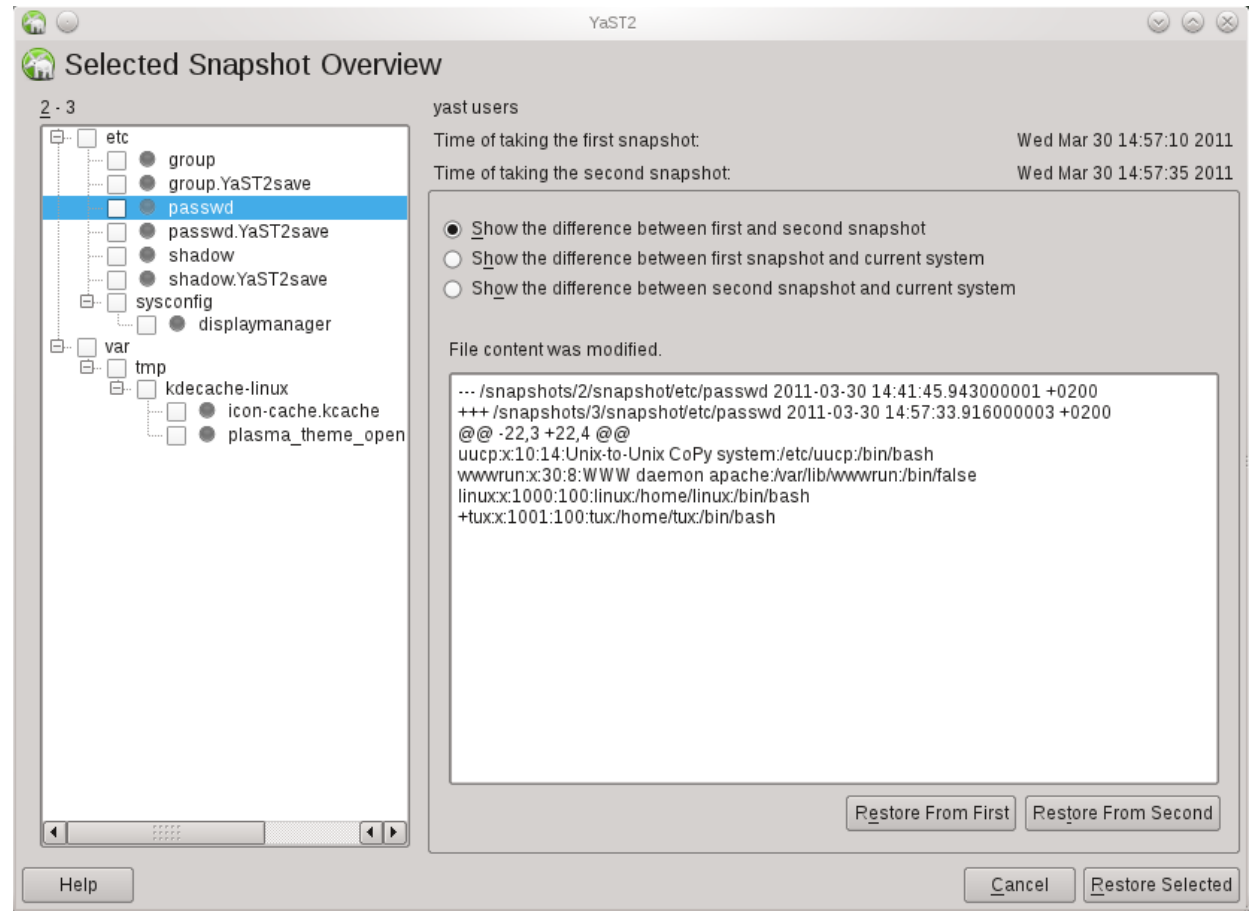 YaST2
Selected Snapshot Overview
2 - 3
etc
group
group.YaST2save
passwd
passwd.YaST2save
shadow
shadow.YaST2save
sysconfig
displaymanager
var
tmp
kdecache-linux
icon-cache.kcache
plasma_theme_open
yast users
Time of taking the first snapshot: Wed Mar 30 14:57:10 2011
Time of taking the second snapshot: Wed Mar 30 14:57:35 2011
Show the difference between first and second snapshot
Show the difference between first snapshot and current system
Show the difference between second snapshot and current system
File content was modified.
--- /snapshots/2/snapshot/etc/passwd 2011-03-30 14:41:45.943000001 +0200
+++ /snapshots/3/snapshot/etc/passwd 2011-03-30 14:57:33.916000003 +0200
@@ -22,3 +22,4 @@
uucp:x:10:14:Unix-to-Unix CoPy system:/etc/uucp:/bin/bash
wwwrun:x:30:8:WWW daemon apache:/var/lib/wwwrun:/bin/false
linux:x:1000:100:linux:/home/linux:/bin/bash
+tux:x:1001:100:tux:/home/tux:/bin/bash
Restore From First Restore From Second
Help Cancel Restore Selected